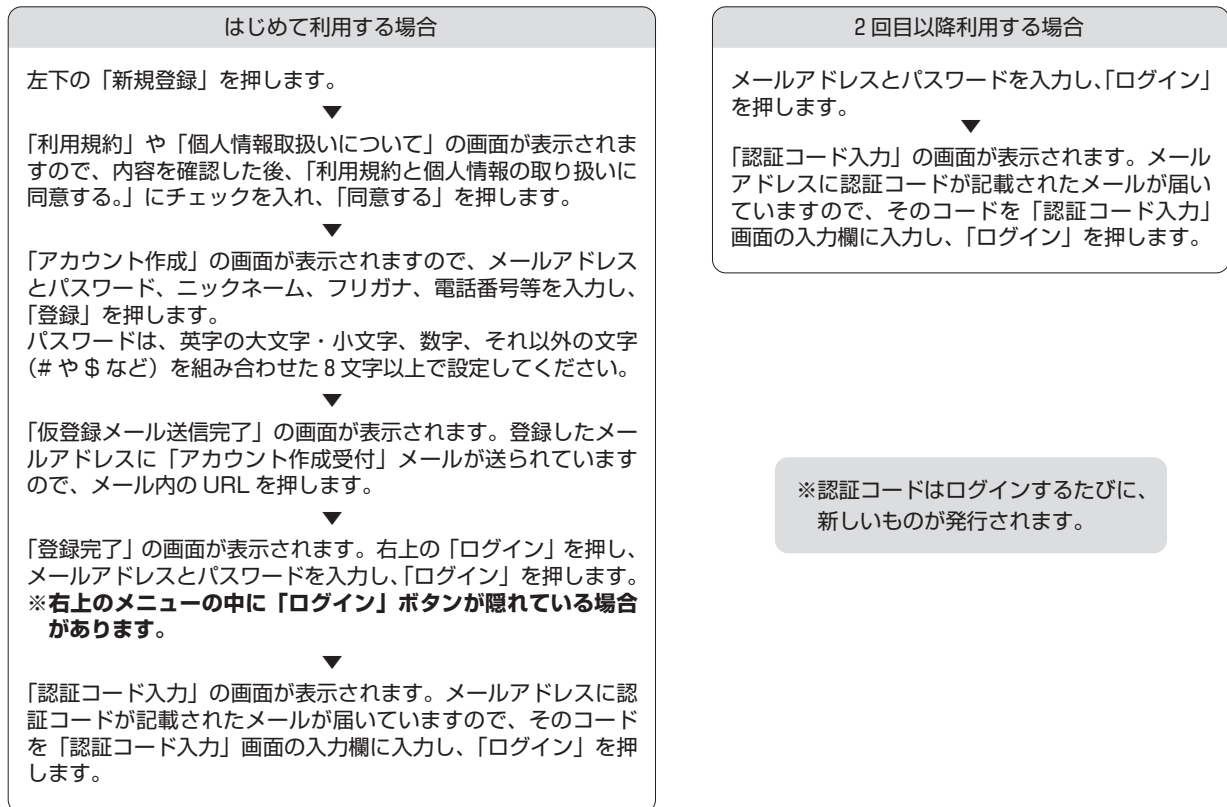 はじめて利用する場合
左下の「新規登録」を押します。
▼
「利用規約」や「個人情報取扱いについて」の画面が表示されま
すので、内容を確認した後、「利用規約と個人情報の取り扱いに
同意する。」にチェックを入れ、「同意する」を押します。
▼
「アカウント作成」の画面が表示されますので、メールアドレス
とパスワード、ニックネーム、フリガナ、電話番号等を入力し、
「登録」を押します。
パスワードは、英字の大文字・小文字、数字、それ以外の文字
(# や $ など) を組み合わせた 8 文字以上で設定してください。
▼
「仮登録メール送信完了」の画面が表示されます。登録したメー
ルアドレスに「アカウント作成受付」メールが送られています
ので、メール内の URL を押します。
▼
「登録完了」の画面が表示されます。右上の「ログイン」を押し、
メールアドレスとパスワードを入力し、「ログイン」を押します。
※右上のメニューの中に「ログイン」ボタンが隠れている場合
があります。
▼
「認証コード入力」の画面が表示されます。メールアドレスに認
証コードが記載されたメールが届いていますので、そのコード
を「認証コード入力」画面の入力欄に入力し、「ログイン」を押
します。
2 回目以降利用する場合
メールアドレスとパスワードを入力し、「ログイン」
を押します。
▼
「認証コード入力」の画面が表示されます。メール
アドレスに認証コードが記載されたメールが届い
ていますので、そのコードを「認証コード入力」
画面の入力欄に入力し、「ログイン」を押します。
※認証コードはログインするたびに、
新しいものが発行されます。